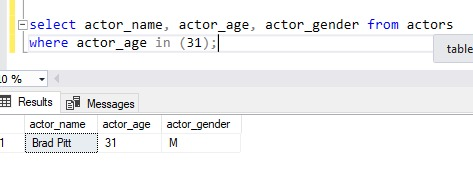 select actor_name, actor_age, actor_gender from actors
where actor_age in (31);
table
0 %
Results Messages
actor_name actor_age actor_gender
1 Brad Pitt 31 M